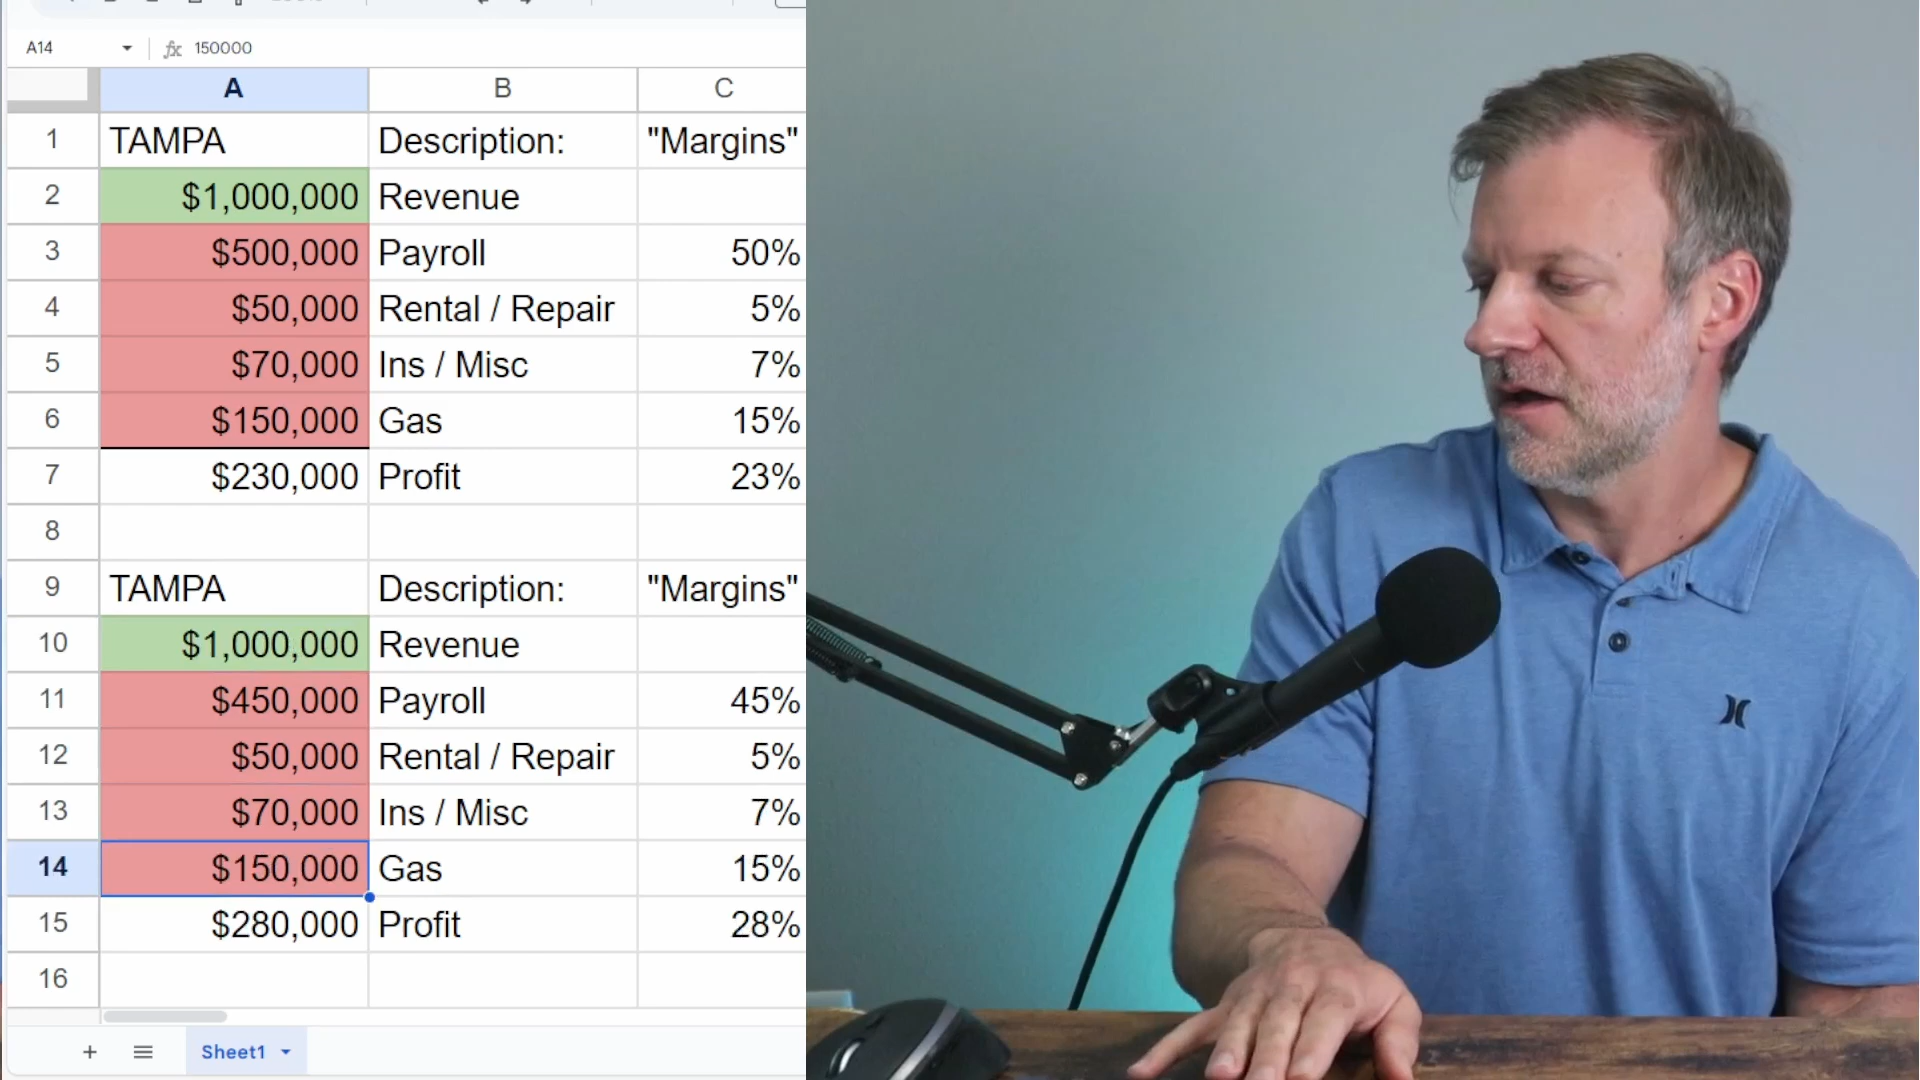 A14 fx 150000
A B C
1 TAMPA Description: "Margins"
2 $1,000,000 Revenue
3 $500,000 Payroll 50%
4 $50,000 Rental / Repair 5%
5 $70,000 Ins / Misc 7%
6 $150,000 Gas 15%
7 $230,000 Profit 23%
8
9 TAMPA Description: "Margins"
10 $1,000,000 Revenue
11 $450,000 Payroll 45%
12 $50,000 Rental / Repair 5%
13 $70,000 Ins / Misc 7%
14 $150,000 Gas 15%
15 $280,000 Profit 28%
16
Sheet1